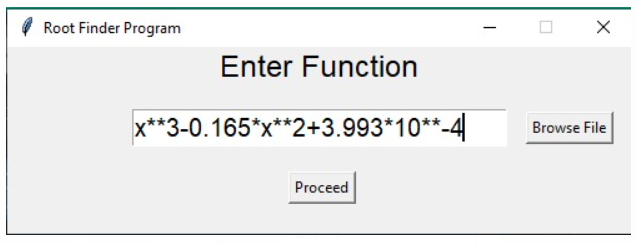 Root Finder Program
Enter Function
x**3-0.165*x**2+3.993*10**-4
Browse File
Proceed